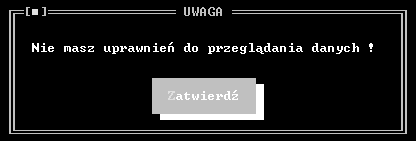 [■] UWAGA
Nie masz uprawnień do przeglądania danych !
Zatwierdź